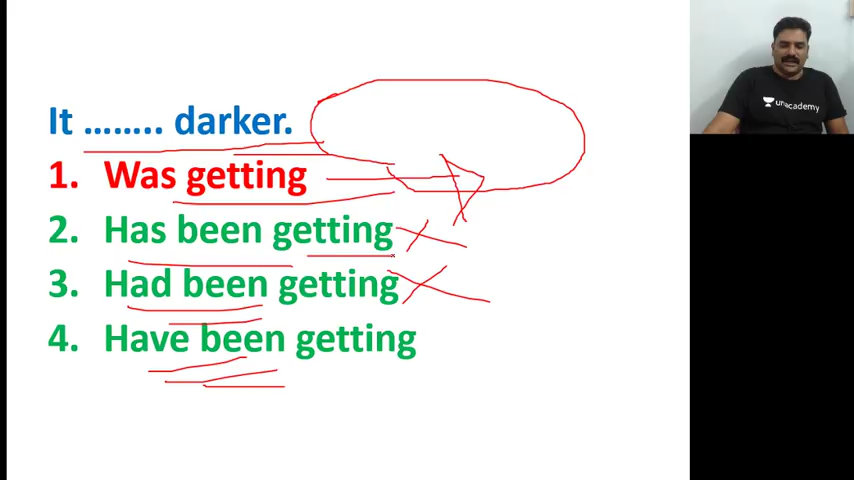 It ........ darker.
1. Was getting
2. Has been getting
3. Had been getting
4. Have been getting
unacademy